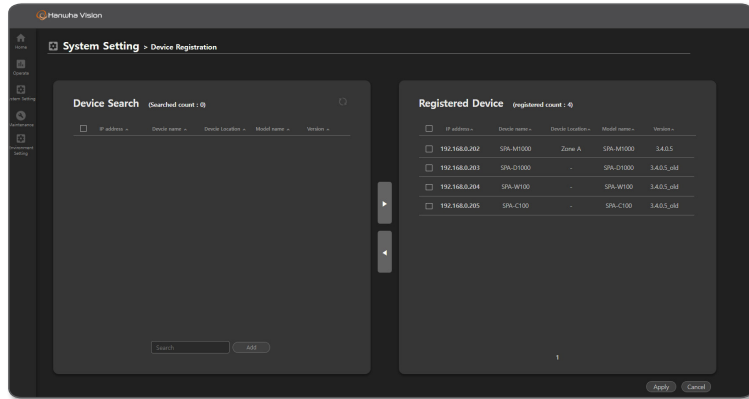 Hanwha Vision
Home
Operate
System Setting
Maintenance
Environment
Setting
System Setting > Device Registration
Device Search (Searched count : 0)
IP address Device name Device Location Model name Version
Search Add
Registered Device (registered count : 4)
IP address Device name Device Location Model name Version
192.168.0.202 SPA-M1000 Zone A SPA-M1000 3.4.0.5
192.168.0.203 SPA-D1000 - SPA-D1000 3.4.0.5_old
192.168.0.204 SPA-W100 - SPA-W100 3.4.0.5_old
192.168.0.205 SPA-C100 - SPA-C100 3.4.0.5_old
1
Apply Cancel